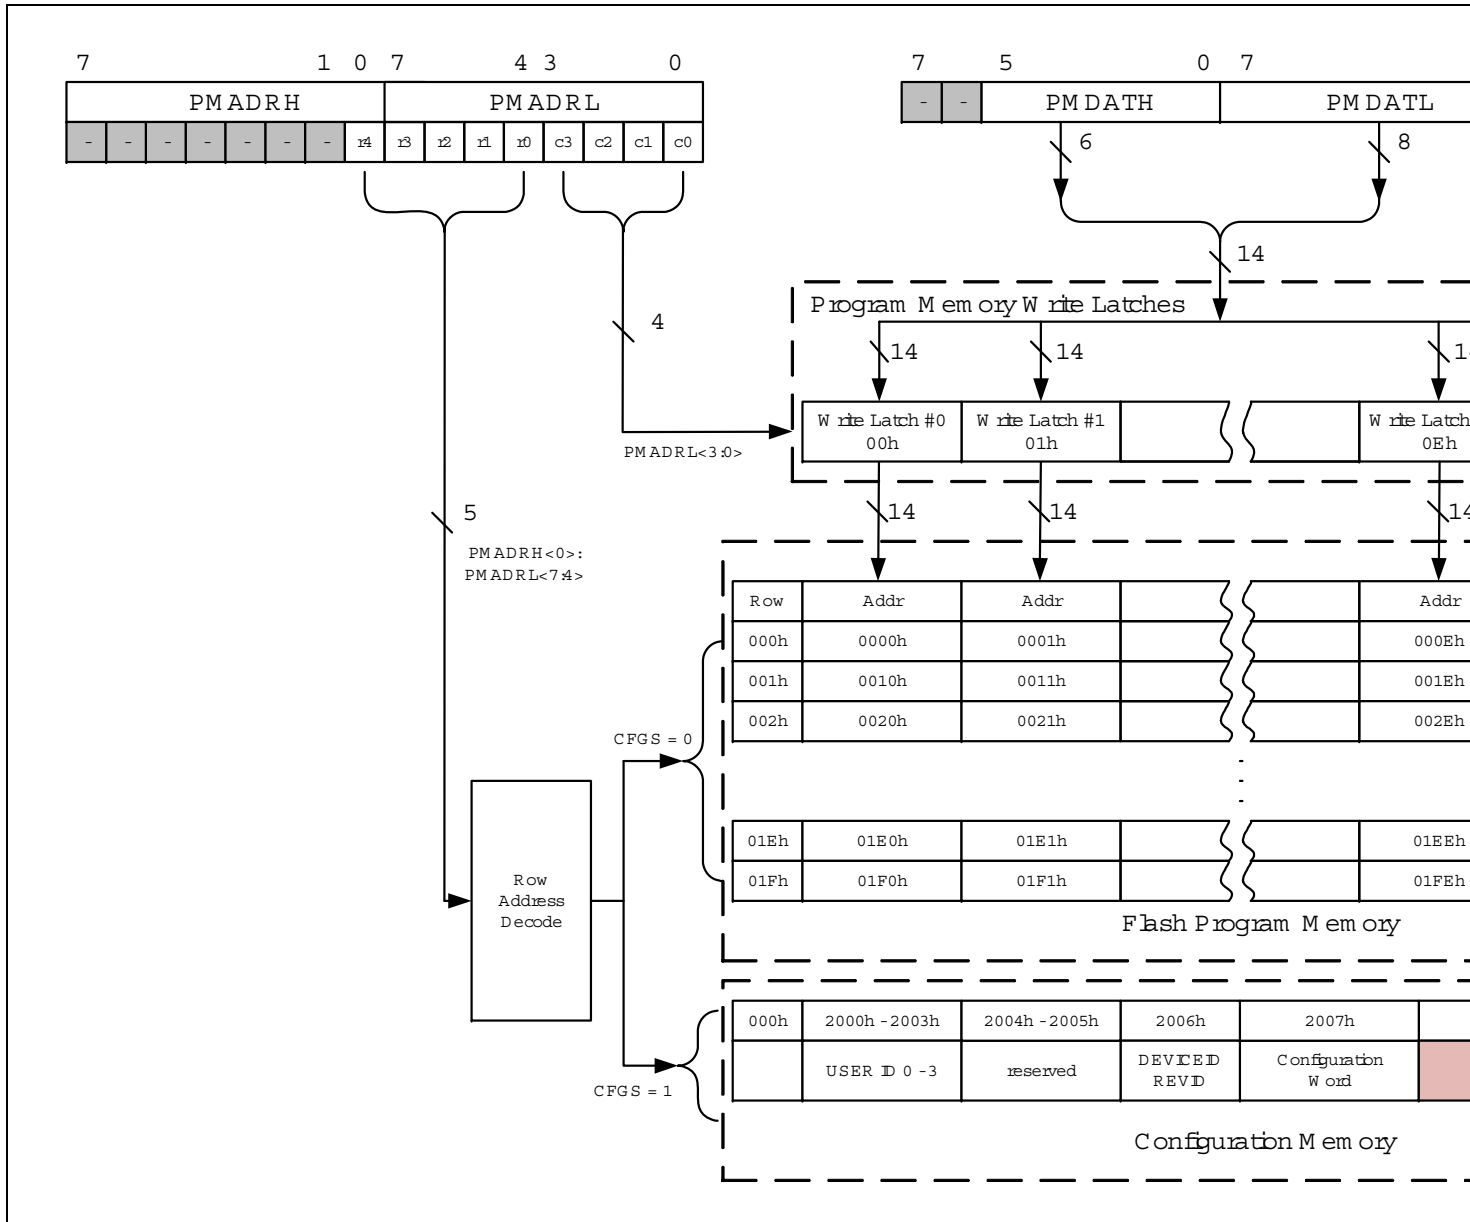 7 1 0 7 4 3 0
PMADRH PMADRL
- - - - - - - r4 r3 r2 r1 r0 c3 c2 c1 c0
7 5 0 7
- - PMDATH PMDATL
6 8
14
Program Memory Write Latches
4
14 14
Write Latch #0
00h
Write Latch #1
01h
Write Latch
0Eh
PMADRL<3:0>
14 14 14
5
PMADRH<0>:
PMADRL<7:4>
Row Addr Addr Addr
000h 0000h 0001h 000Eh
001h 0010h 0011h 001Eh
002h 0020h 0021h 002Eh
CFGS = 0
01Eh 01E0h 01E1h 01EEh
01Fh 01F0h 01F1h 01FEh
Flash Program Memory
Row
Address
Decode
000h 2000h - 2003h 2004h - 2005h 2006h 2007h
USER ID 0 - 3
reserved
DEVICEID
REVID
Configuration
Word
CFGS = 1
Configuration Memory